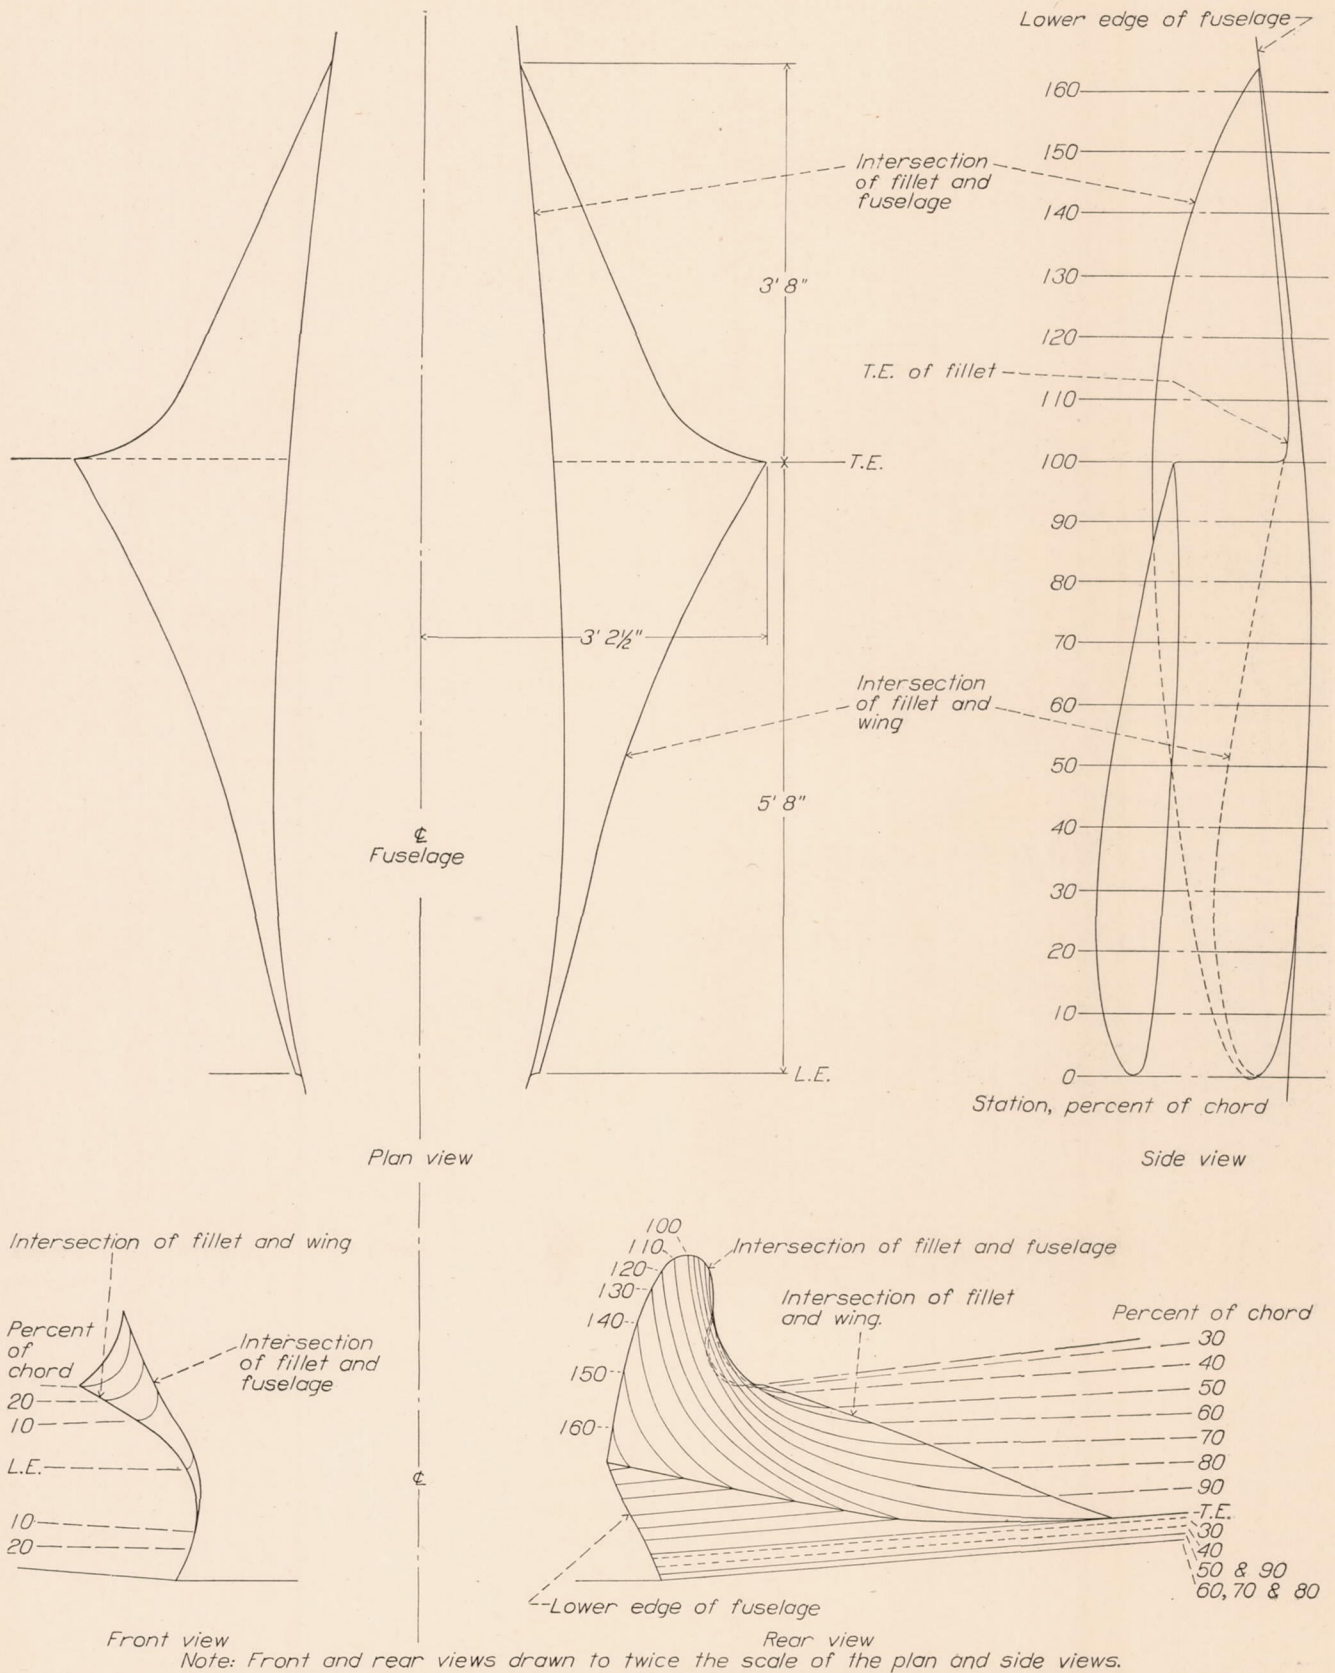 Lower edge of fuselage
160
150
Intersection
of fillet and
fuselage
140
130
3' 8"
120
T.E. of fillet
110
T.E.
100
90
80
3' 2½"
70
Intersection
of fillet and
wing
60
50
5' 8"
40
℄
Fuselage
30
20
10
L.E.
0
Station, percent of chord
Plan view
Side view
Intersection of fillet and wing
Percent
of
chord
20
10
L.E.
10
20
Intersection
of fillet and
fuselage
℄
Front view
100
110
120
130
140
150
160
Intersection of fillet and fuselage
Intersection of fillet
and wing.
Percent of chord
30
40
50
60
70
80
90
T.E.
30
40
50 & 90
60, 70 & 80
Lower edge of fuselage
Rear view
Note: Front and rear views drawn to twice the scale of the plan and side views.